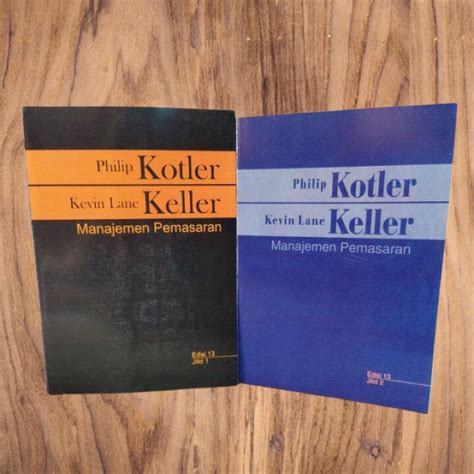 Philip Kotler
Kevin Lane Keller
Manajemen Pemasaran
Edisi 13
Jilid 1
Philip Kotler
Kevin Lane Keller
Manajemen Pemasaran
Edisi 13
Jilid 2